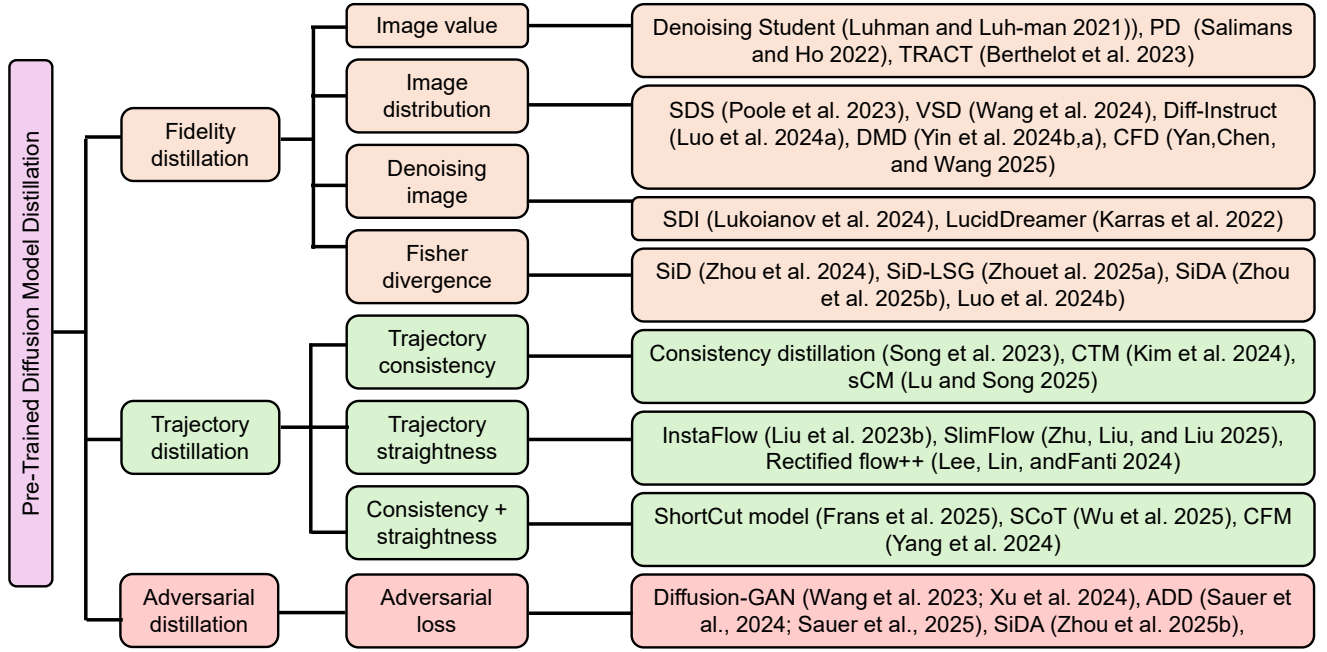 Pre-Trained Diffusion Model Distillation
Fidelity
distillation
Image value
Denoising Student (Luhman and Luh-man 2021)), PD (Salimans
and Ho 2022), TRACT (Berthelot et al. 2023)
Image
distribution
SDS (Poole et al. 2023), VSD (Wang et al. 2024), Diff-Instruct
(Luo et al. 2024a), DMD (Yin et al. 2024b,a), CFD (Yan,Chen,
and Wang 2025)
Denoising
image
SDI (Lukoianov et al. 2024), LucidDreamer (Karras et al. 2022)
Fisher
divergence
SiD (Zhou et al. 2024), SiD-LSG (Zhouet al. 2025a), SiDA (Zhou
et al. 2025b), Luo et al. 2024b)
Trajectory
distillation
Trajectory
consistency
Consistency distillation (Song et al. 2023), CTM (Kim et al. 2024),
sCM (Lu and Song 2025)
Trajectory
straightness
InstaFlow (Liu et al. 2023b), SlimFlow (Zhu, Liu, and Liu 2025),
Rectified flow++ (Lee, Lin, andFanti 2024)
Consistency +
straightness
ShortCut model (Frans et al. 2025), SCoT (Wu et al. 2025), CFM
(Yang et al. 2024)
Adversarial
distillation
Adversarial
loss
Diffusion-GAN (Wang et al. 2023; Xu et al. 2024), ADD (Sauer et
al., 2024; Sauer et al., 2025), SiDA (Zhou et al. 2025b),